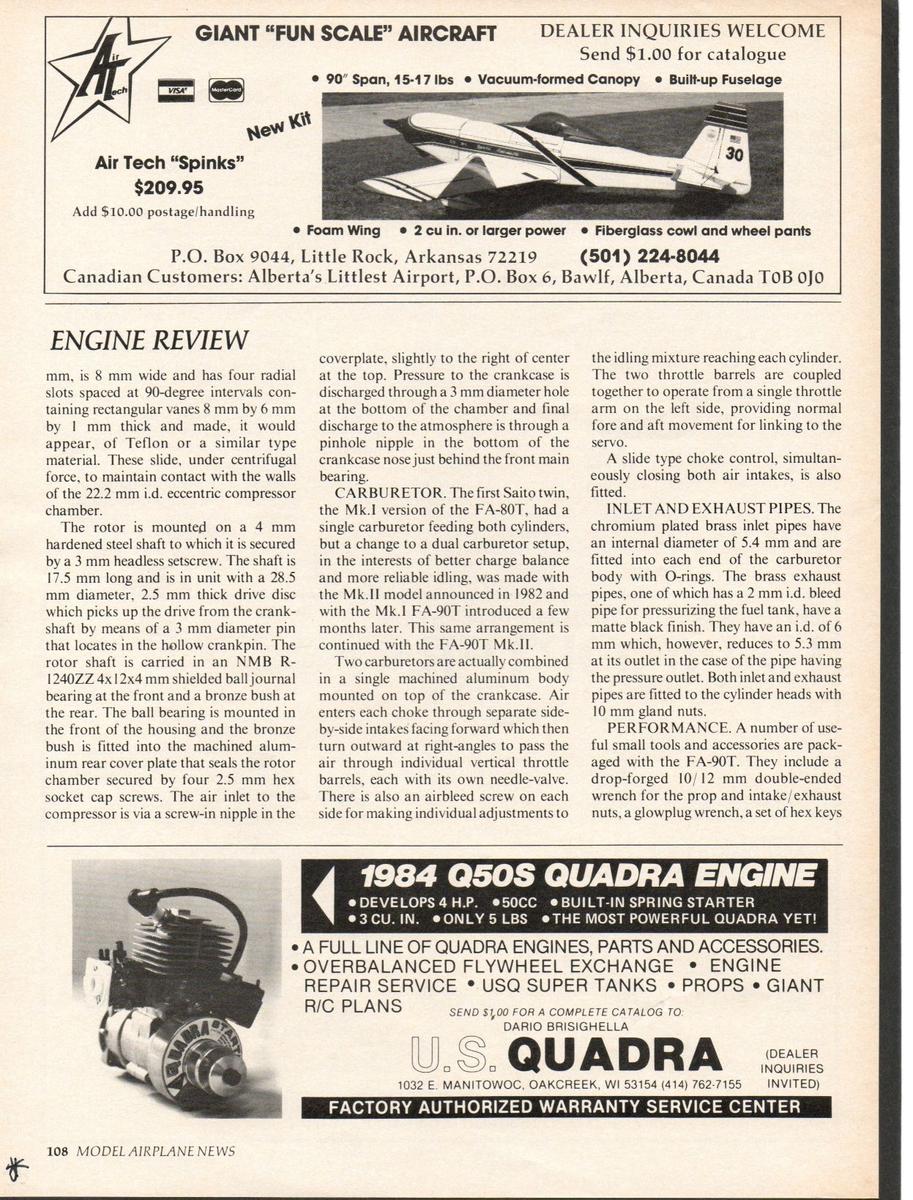 Air Tech
VISA
MasterCard
GIANT “FUN SCALE” AIRCRAFT
DEALER INQUIRIES WELCOME
Send $1.00 for catalogue
• 90″ Span, 15-17 lbs • Vacuum-formed Canopy • Built-up Fuselage
New Kit
30
Air Tech “Spinks”
$209.95
Add $10.00 postage/handling
• Foam Wing • 2 cu in. or larger power • Fiberglass cowl and wheel pants
P.O. Box 9044, Little Rock, Arkansas 72219 (501) 224-8044
Canadian Customers: Alberta’s Littlest Airport, P.O. Box 6, Bawlf, Alberta, Canada T0B 0J0
ENGINE REVIEW
mm, is 8 mm wide and has four radial
slots spaced at 90-degree intervals con-
taining rectangular vanes 8 mm by 6 mm
by 1 mm thick and made, it would
appear, of Teflon or a similar type
material. These slide, under centrifugal
force, to maintain contact with the walls
of the 22.2 mm i.d. eccentric compressor
chamber.
The rotor is mounted on a 4 mm
hardened steel shaft to which it is secured
by a 3 mm headless setscrew. The shaft is
17.5 mm long and is in unit with a 28.5
mm diameter, 2.5 mm thick drive disc
which picks up the drive from the crank-
shaft by means of a 3 mm diameter pin
that locates in the hollow crankpin. The
rotor shaft is carried in an NMB R-
1240ZZ 4x12x4 mm shielded ball journal
bearing at the front and a bronze bush at
the rear. The ball bearing is mounted in
the front of the housing and the bronze
bush is fitted into the machined alum-
inum rear cover plate that seals the rotor
chamber secured by four 2.5 mm hex
socket cap screws. The air inlet to the
compressor is via a screw-in nipple in the
coverplate, slightly to the right of center
at the top. Pressure to the crankcase is
discharged through a 3 mm diameter hole
at the bottom of the chamber and final
discharge to the atmosphere is through a
pinhole nipple in the bottom of the
crankcase nose just behind the front main
bearing.
CARBURETOR. The first Saito twin,
the Mk.I version of the FA-80T, had a
single carburetor feeding both cylinders,
but a change to a dual carburetor setup,
in the interests of better charge balance
and more reliable idling, was made with
the Mk.II model announced in 1982 and
with the Mk.I FA-90T introduced a few
months later. This same arrangement is
continued with the FA-90T Mk.II.
Two carburetors are actually combined
in a single machined aluminum body
mounted on top of the crankcase. Air
enters each choke through separate side-
by-side intakes facing forward which then
turn outward at right-angles to pass the
air through individual vertical throttle
barrels, each with its own needle-valve.
There is also an airbleed screw on each
side for making individual adjustments to
the idling mixture reaching each cylinder.
The two throttle barrels are coupled
together to operate from a single throttle
arm on the left side, providing normal
fore and aft movement for linking to the
servo.
A slide type choke control, simultan-
eously closing both air intakes, is also
fitted.
INLET AND EXHAUST PIPES. The
chromium plated brass inlet pipes have
an internal diameter of 5.4 mm and are
fitted into each end of the carburetor
body with O-rings. The brass exhaust
pipes, one of which has a 2 mm i.d. bleed
pipe for pressurizing the fuel tank, have a
matte black finish. They have an i.d. of 6
mm which, however, reduces to 5.3 mm
at its outlet in the case of the pipe having
the pressure outlet. Both inlet and exhaust
pipes are fitted to the cylinder heads with
10 mm gland nuts.
PERFORMANCE. A number of use-
ful small tools and accessories are pack-
aged with the FA-90T. They include a
drop-forged 10/12 mm double-ended
wrench for the prop and intake/exhaust
nuts, a glowplug wrench, a set of hex keys
QUADRA START
1984 Q50S QUADRA ENGINE
• DEVELOPS 4 H.P. • 50CC • BUILT-IN SPRING STARTER
• 3 CU. IN. • ONLY 5 LBS • THE MOST POWERFUL QUADRA YET!
• A FULL LINE OF QUADRA ENGINES, PARTS AND ACCESSORIES.
• OVERBALANCED FLYWHEEL EXCHANGE • ENGINE
REPAIR SERVICE • USQ SUPER TANKS • PROPS • GIANT
R/C PLANS
SEND $1.00 FOR A COMPLETE CATALOG TO:
DARIO BRISIGHELLA
U.S. QUADRA
(DEALER
INQUIRIES
INVITED)
1032 E. MANITOWOC, OAKCREEK, WI 53154 (414) 762-7155
FACTORY AUTHORIZED WARRANTY SERVICE CENTER
108 MODEL AIRPLANE NEWS